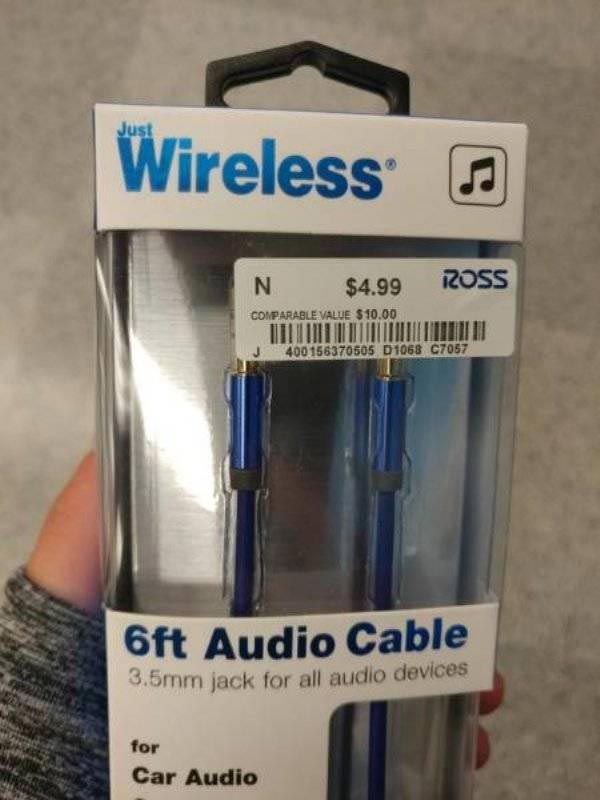 Just
Wireless®
N $4.99 ROSS
COMPARABLE VALUE $10.00
J 400156370505 D1068 C7057
6ft Audio Cable
3.5mm jack for all audio devices
for
Car Audio